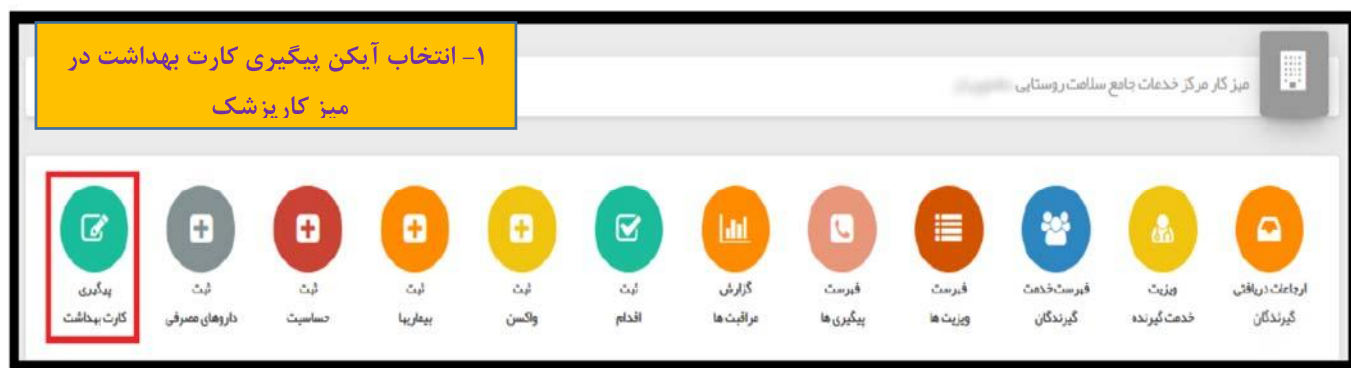 ۱- انتخاب آیکن پیگیری کارت بهداشت در
میز کار پزشک
میز کار مرکز خدمات جامع سلامت روستایی
ارجاعات دریافتی
گیرندگان
ویزیت
خدمت گیرنده
فهرست خدمت
گیرندگان
فهرست
ویزیت ها
فهرست
پیگیری ها
گزارش
مراقبت ها
ثبت
اقدام
ثبت
واکسن
ثبت
بیماریها
ثبت
حساسیت
ثبت
داروهای مصرفی
پیگیری
کارت بهداشت